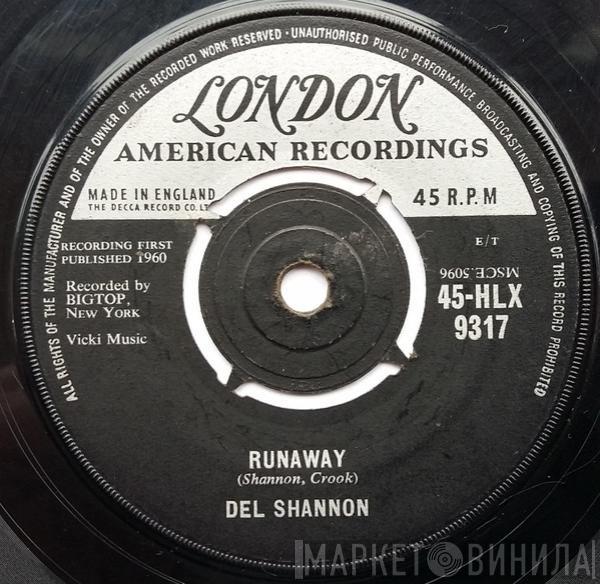 ALL RIGHTS OF THE MANUFACTURER AND OF THE OWNER OF THE RECORDED WORK RESERVED · UNAUTHORISED PUBLIC PERFORMANCE BROADCASTING AND COPYING OF THIS RECORD PROHIBITED
LONDON
AMERICAN RECORDINGS
MADE IN ENGLAND
THE DECCA RECORD CO. LT
45 R.P.M
RECORDING FIRST
PUBLISHED 1960
E/T
MSCE.5096
Recorded by
BIGTOP,
NEW YORK
45-HLX
9317
Vicki Music
RUNAWAY
(Shannon, Crook)
DEL SHANNON
МАРКЕТ ВИНИЛА